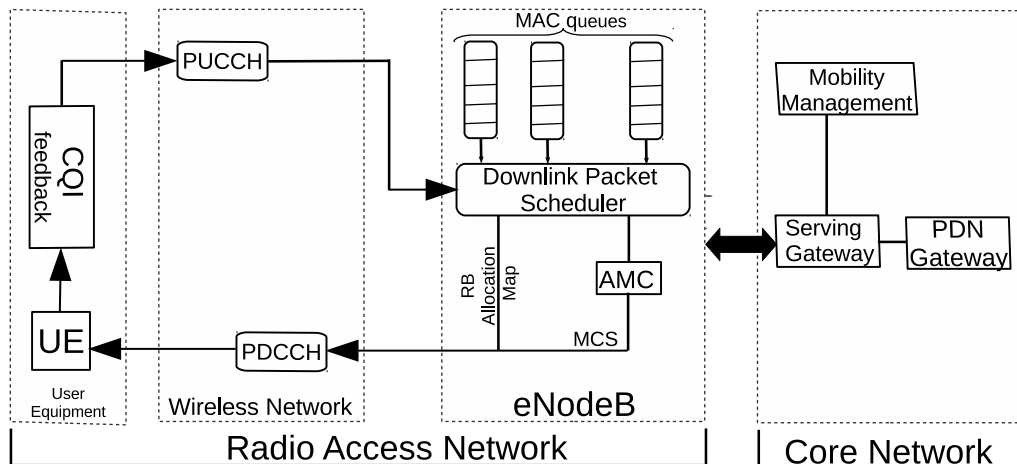 MAC queues
PUCCH
Mobility
Management
CQI
feedback
Downlink Packet
Scheduler
Serving
Gateway
PDN
Gateway
RB
Allocation
Map
AMC
UE
PDCCH
MCS
User
Equipment
Wireless Network
eNodeB
Radio Access Network
Core Network